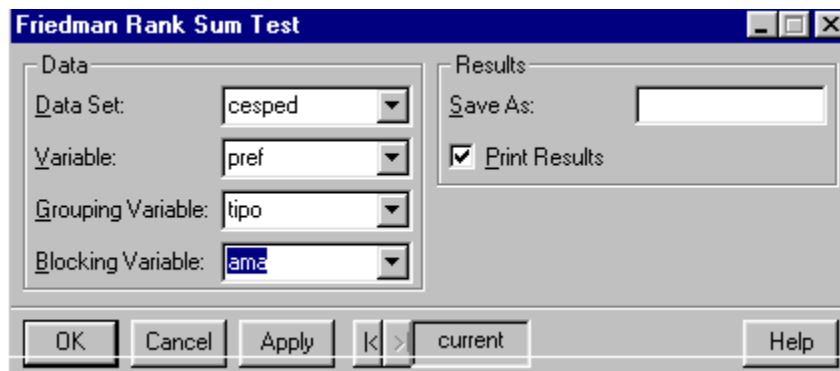 Friedman Rank Sum Test
Data
Data Set: cesped
Variable: pref
Grouping Variable: tipo
Blocking Variable: ama
Results
Save As:
Print Results
OK Cancel Apply current Help